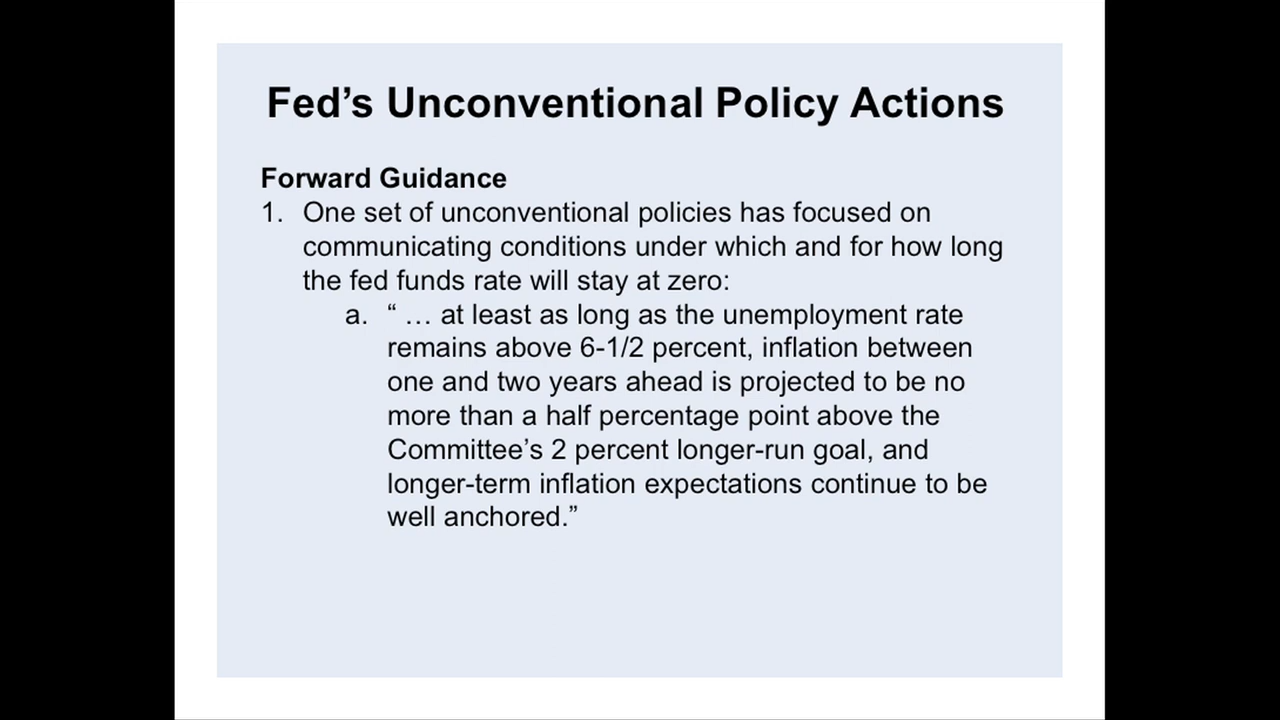 Fed’s Unconventional Policy Actions
Forward Guidance
1. One set of unconventional policies has focused on
communicating conditions under which and for how long
the fed funds rate will stay at zero:
a. “ … at least as long as the unemployment rate
remains above 6-1/2 percent, inflation between
one and two years ahead is projected to be no
more than a half percentage point above the
Committee’s 2 percent longer-run goal, and
longer-term inflation expectations continue to be
well anchored.”